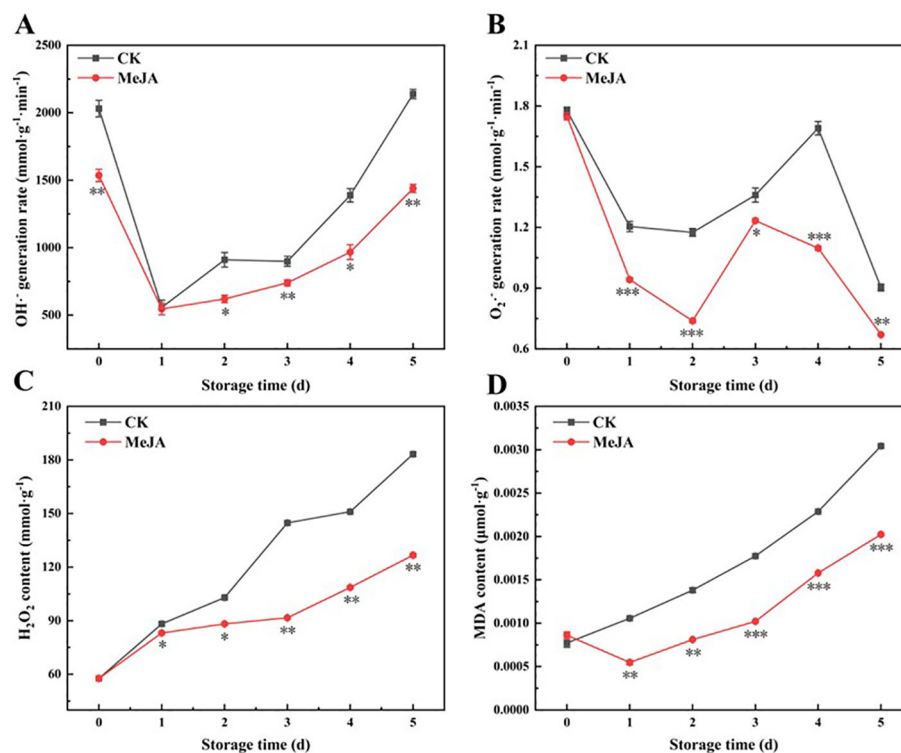 A
OH·⁻ generation rate (mmol·g⁻¹·min⁻¹)
2500
2000
1500
1000
500
CK
MeJA
**
*
**
*
**
0 1 2 3 4 5
Storage time (d)
B
O₂·⁻ generation rate (nmol·g⁻¹·min⁻¹)
2.1
1.8
1.5
1.2
0.9
0.6
CK
MeJA
***
***
*
***
**
0 1 2 3 4 5
Storage time (d)
C
H₂O₂ content (mmol·g⁻¹)
210
180
150
120
90
60
CK
MeJA
*
*
**
**
**
0 1 2 3 4 5
Storage time (d)
D
MDA content (μmol·g⁻¹)
0.0035
0.0030
0.0025
0.0020
0.0015
0.0010
0.0005
0.0000
CK
MeJA
**
**
***
***
***
0 1 2 3 4 5
Storage time (d)